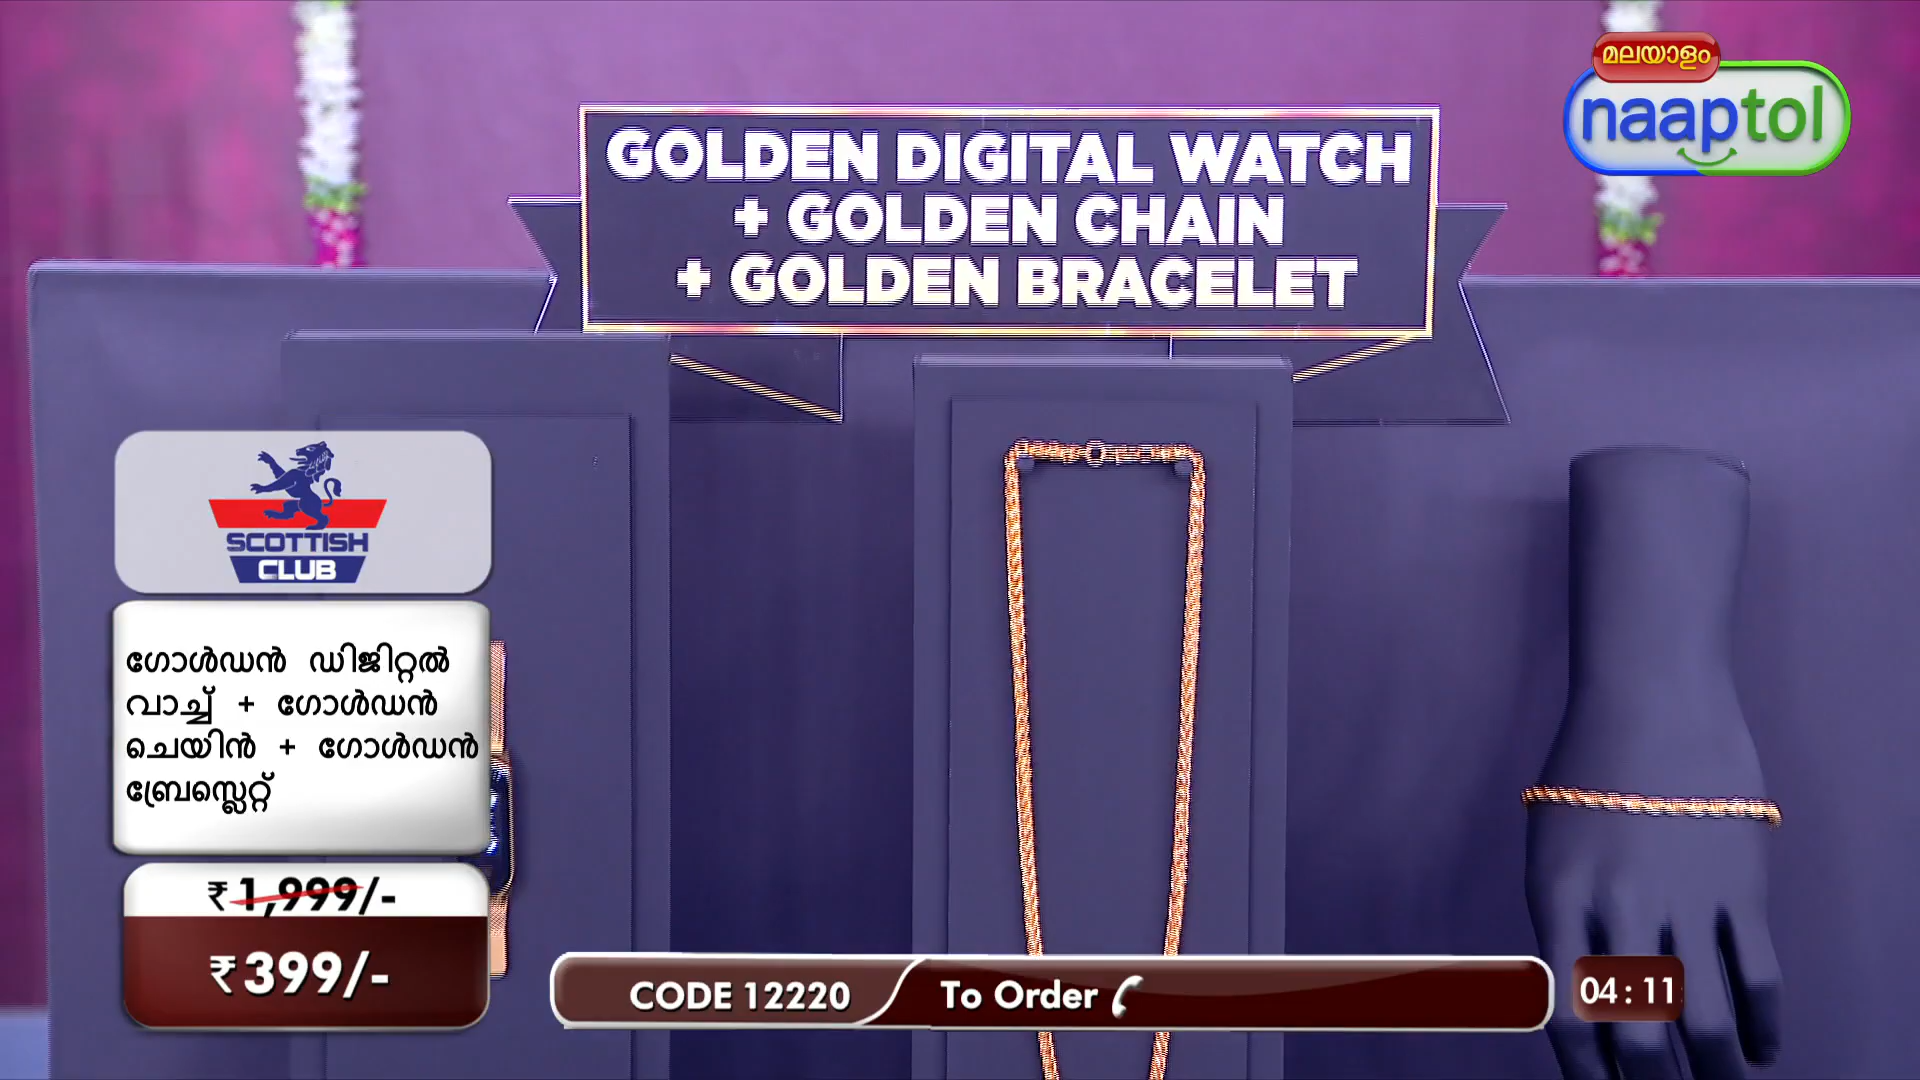 മലയാളം
naaptol
GOLDEN DIGITAL WATCH
+ GOLDEN CHAIN
+ GOLDEN BRACELET
SCOTTISH
CLUB
ഗോൾഡൻ ഡിജിറ്റൽ
വാച്ച് + ഗോൾഡൻ
ചെയിൻ + ഗോൾഡൻ
ബ്രേസ്ലെറ്റ്
₹1,999/-
₹399/-
CODE 12220
To Order
04:11